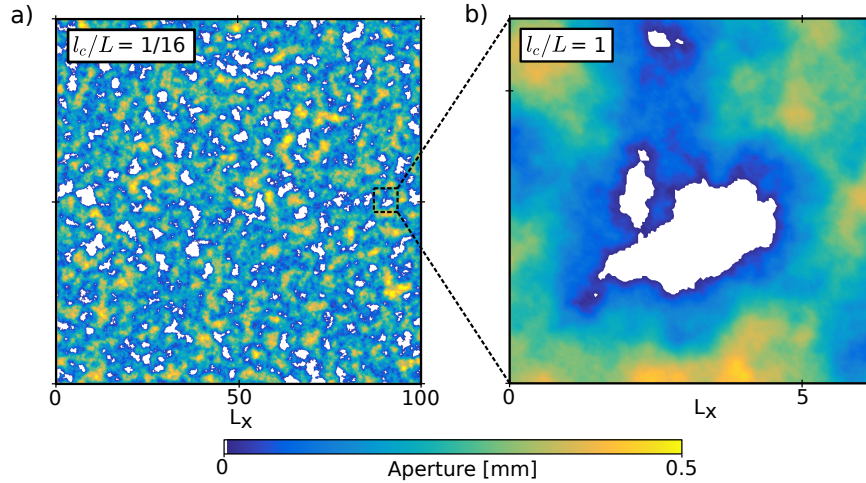 a)
l_c/L = 1/16
0
50
100
L_x
b)
l_c/L = 1
0
5
L_x
0
Aperture [mm]
0.5